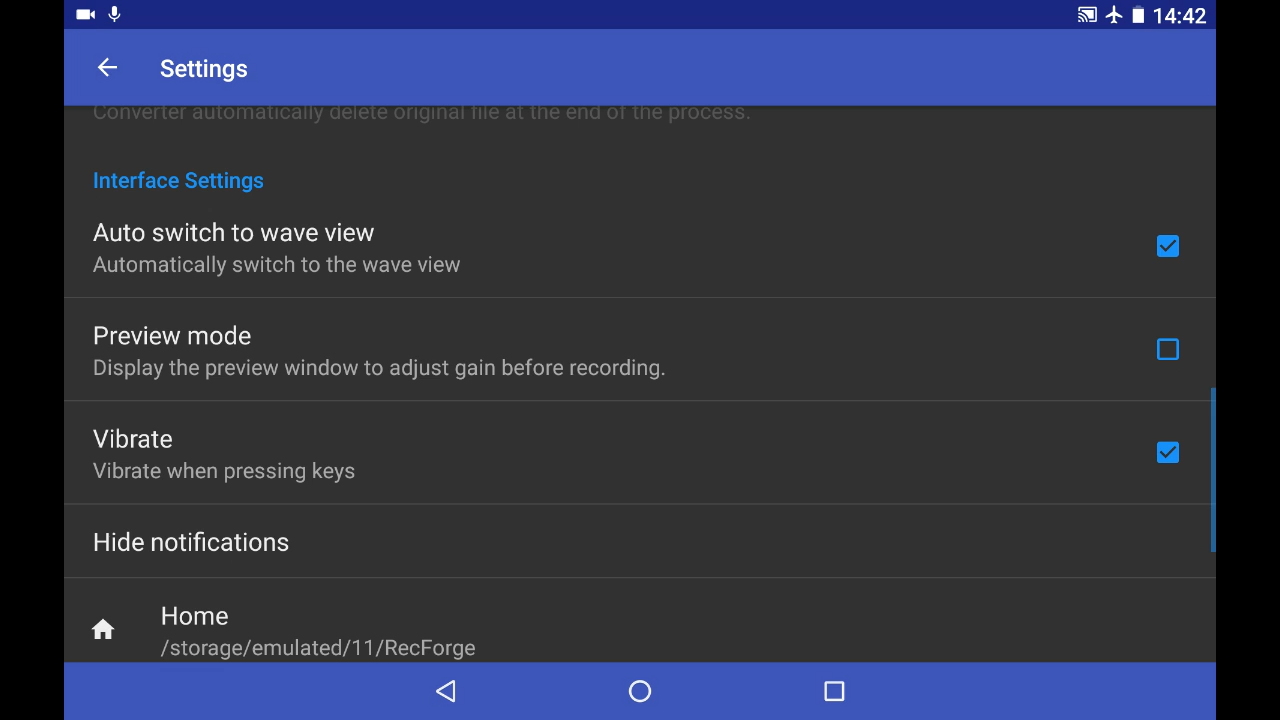 14:42
Settings
Converter automatically delete original file at the end of the process.
Interface Settings
Auto switch to wave view
Automatically switch to the wave view
Preview mode
Display the preview window to adjust gain before recording.
Vibrate
Vibrate when pressing keys
Hide notifications
Home
/storage/emulated/11/RecForge